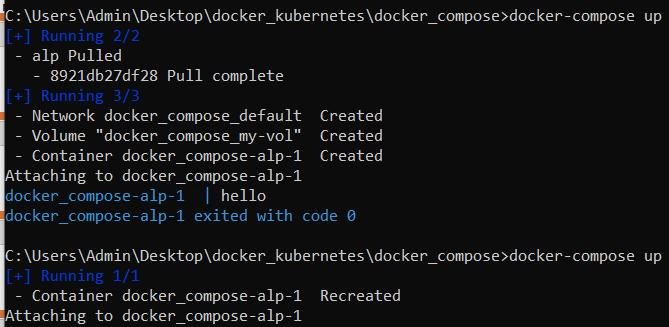 C:\Users\Admin\Desktop\docker_kubernetes\docker_compose>docker-compose up
[+] Running 2/2
 - alp Pulled
   - 8921db27df28 Pull complete
[+] Running 3/3
 - Network docker_compose_default  Created
 - Volume "docker_compose_my-vol"  Created
 - Container docker_compose-alp-1  Created
Attaching to docker_compose-alp-1
docker_compose-alp-1  | hello
docker_compose-alp-1 exited with code 0
C:\Users\Admin\Desktop\docker_kubernetes\docker_compose>docker-compose up
[+] Running 1/1
 - Container docker_compose-alp-1  Recreated
Attaching to docker_compose-alp-1